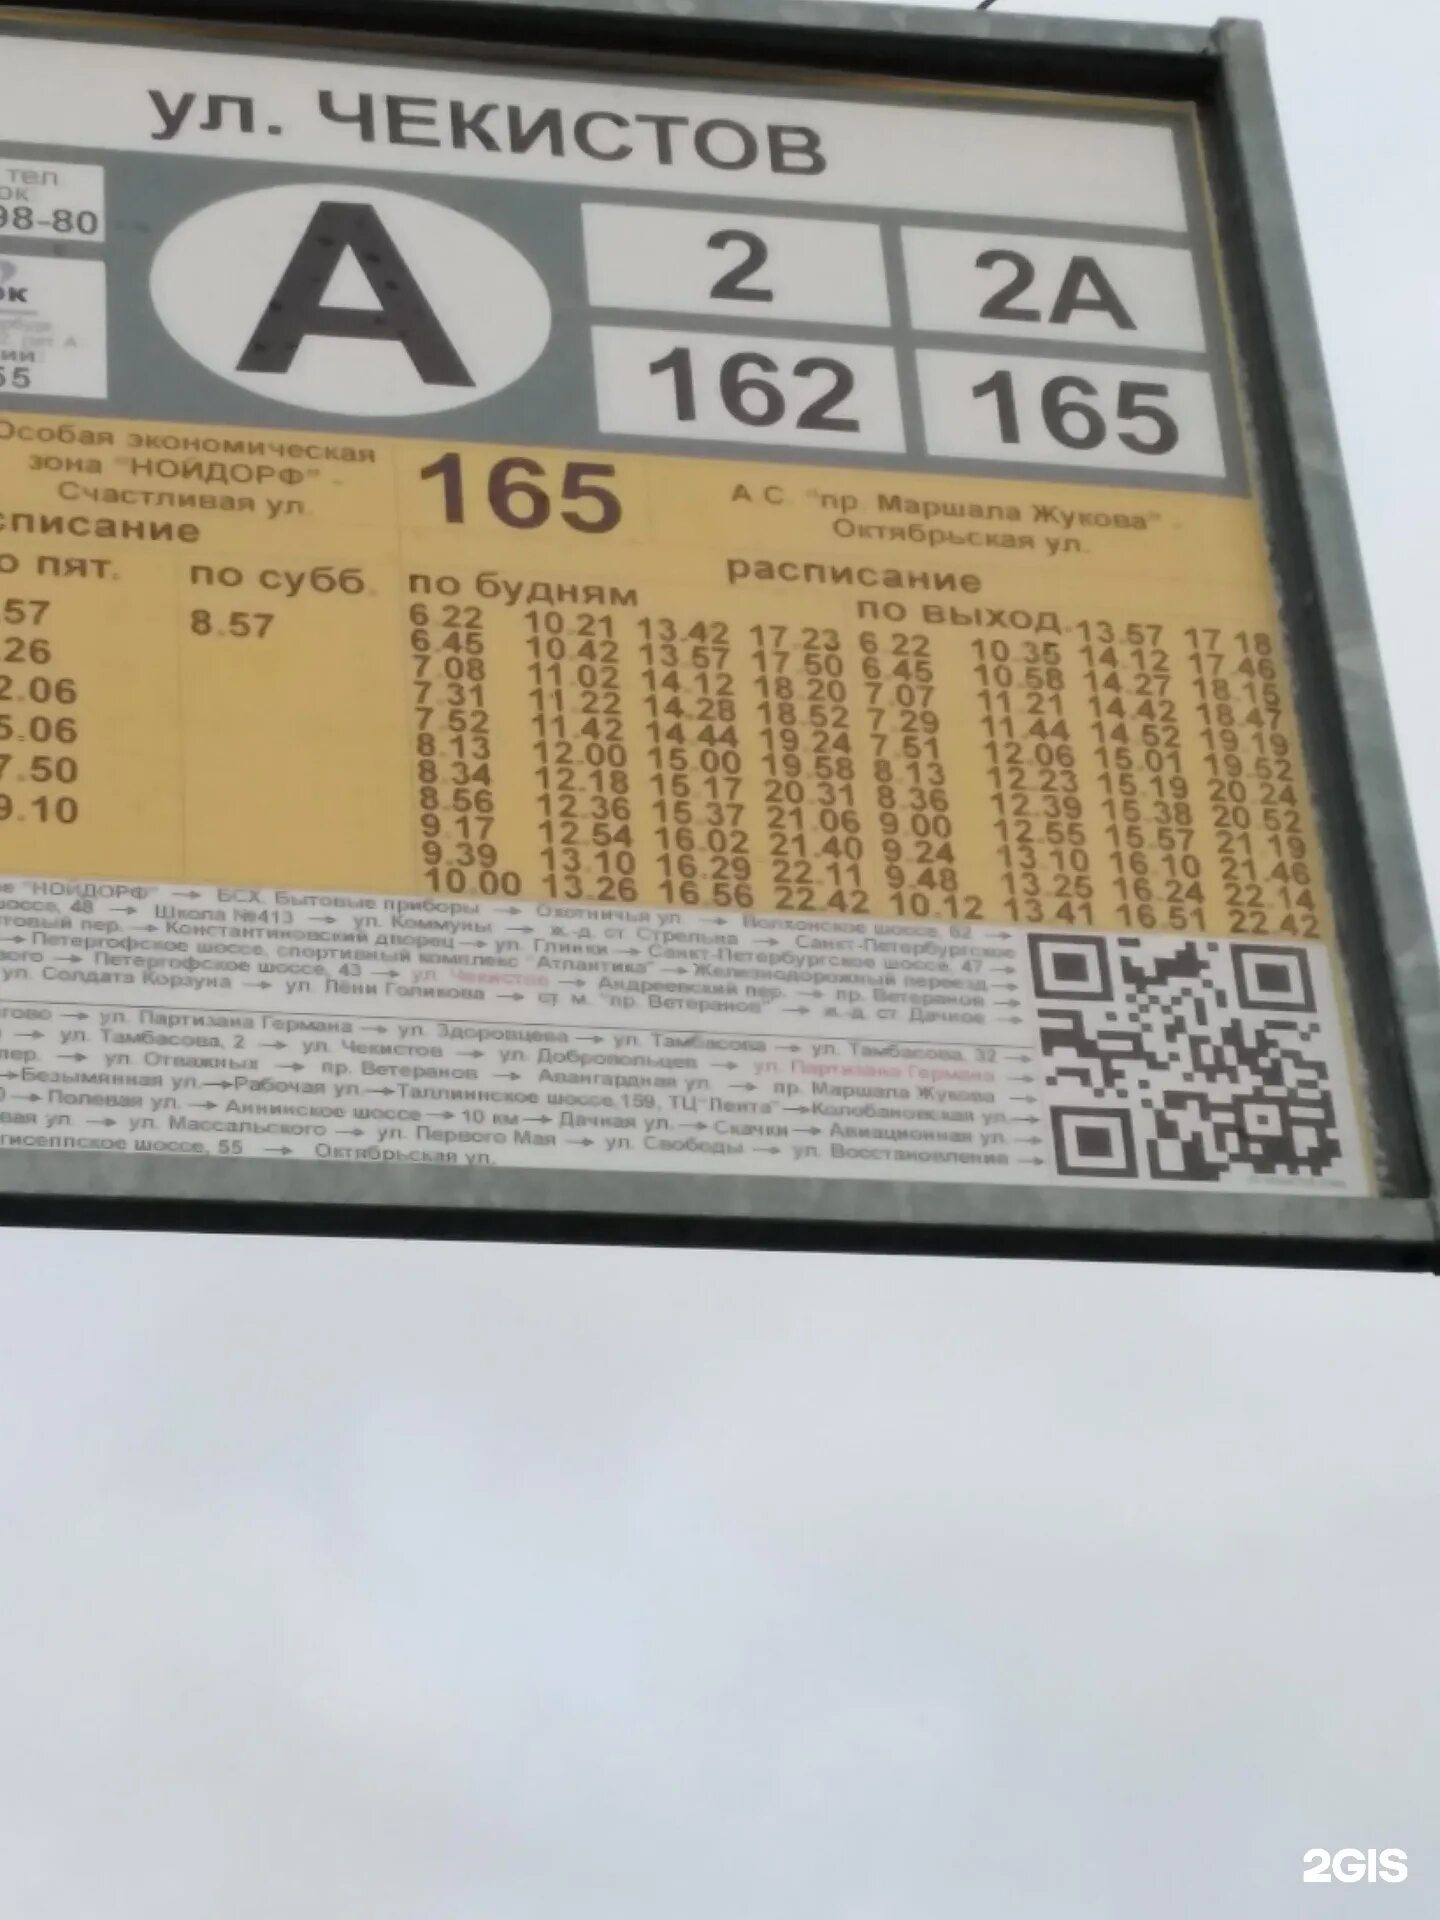 ул. ЧЕКИСТОВ
тел
98-80
А
2
2А
162
165
55
Особая экономическая
зона "НОЙДОРФ" -
Счастливая ул.
165
А.С. "пр. Маршала Жукова" -
Октябрьская ул.
расписание
по субб.
по будням
по выход.
57
8.57
26
06
06
50
10
6.22 10.21 13.42 17.23 6.22 10.35 13.57 17.18
6.45 10.42 13.57 17.50 6.45 10.58 14.12 17.46
7.08 11.02 14.12 18.20 7.07 11.21 14.27 18.15
7.31 11.22 14.28 18.52 7.29 11.44 14.42 18.47
7.52 11.42 14.44 19.24 7.51 12.06 14.52 19.19
8.13 12.00 15.00 19.58 8.13 12.23 15.01 19.52
8.34 12.18 15.17 20.31 8.36 12.39 15.19 20.24
8.56 12.36 15.37 21.06 9.00 12.55 15.38 20.52
9.17 12.54 16.02 21.40 9.24 13.10 15.57 21.19
9.39 13.10 16.29 22.11 9.48 13.25 16.10 21.46
10.00 13.26 16.56 22.42 10.12 13.41 16.24 22.14
16.51 22.42
"НОЙДОРФ" → БСХ. Бытовые приборы → Охотничья ул. → Волхонское шоссе, 62 →
48 → Школа №413 → ул. Коммуны → ж.-д. ст Стрельна → Санкт-Петербургское
пер. → Константиновский дворец → ул. Глинки → Санкт-Петербургское шоссе, 47 →
→ Петергофское шоссе, спортивный комплекс "Атлантика" → Железнодорожный переезд →
→ Петергофское шоссе, 43 → ул. Чекистов → Андреевский пер. → пр. Ветеранов →
ул. Солдата Корзуна → ул. Лёни Голикова → ст. м. "пр. Ветеранов" → ж.-д. ст. Дачное →
→ ул. Партизана Германа → ул. Здоровцева → ул. Тамбасова → ул. Тамбасова, 32 →
→ ул. Тамбасова, 2 → ул. Чекистов → ул. Добровольцев → ул. Партизана Германа →
пер. → ул. Отважных → пр. Ветеранов → Авангардная ул. → пр. Маршала Жукова →
→ Безымянная ул. → Рабочая ул. → Таллиннское шоссе, 159, ТЦ "Лента" → Колобановская ул. →
→ Полевая ул. → Аннинское шоссе → 10 км → Дачная ул. → Скачки → Авиационная ул. →
ул. → ул. Массальского → ул. Первого Мая → ул. Свободы → ул. Восстановления →
шоссе, 55 → Октябрьская ул.
2GIS